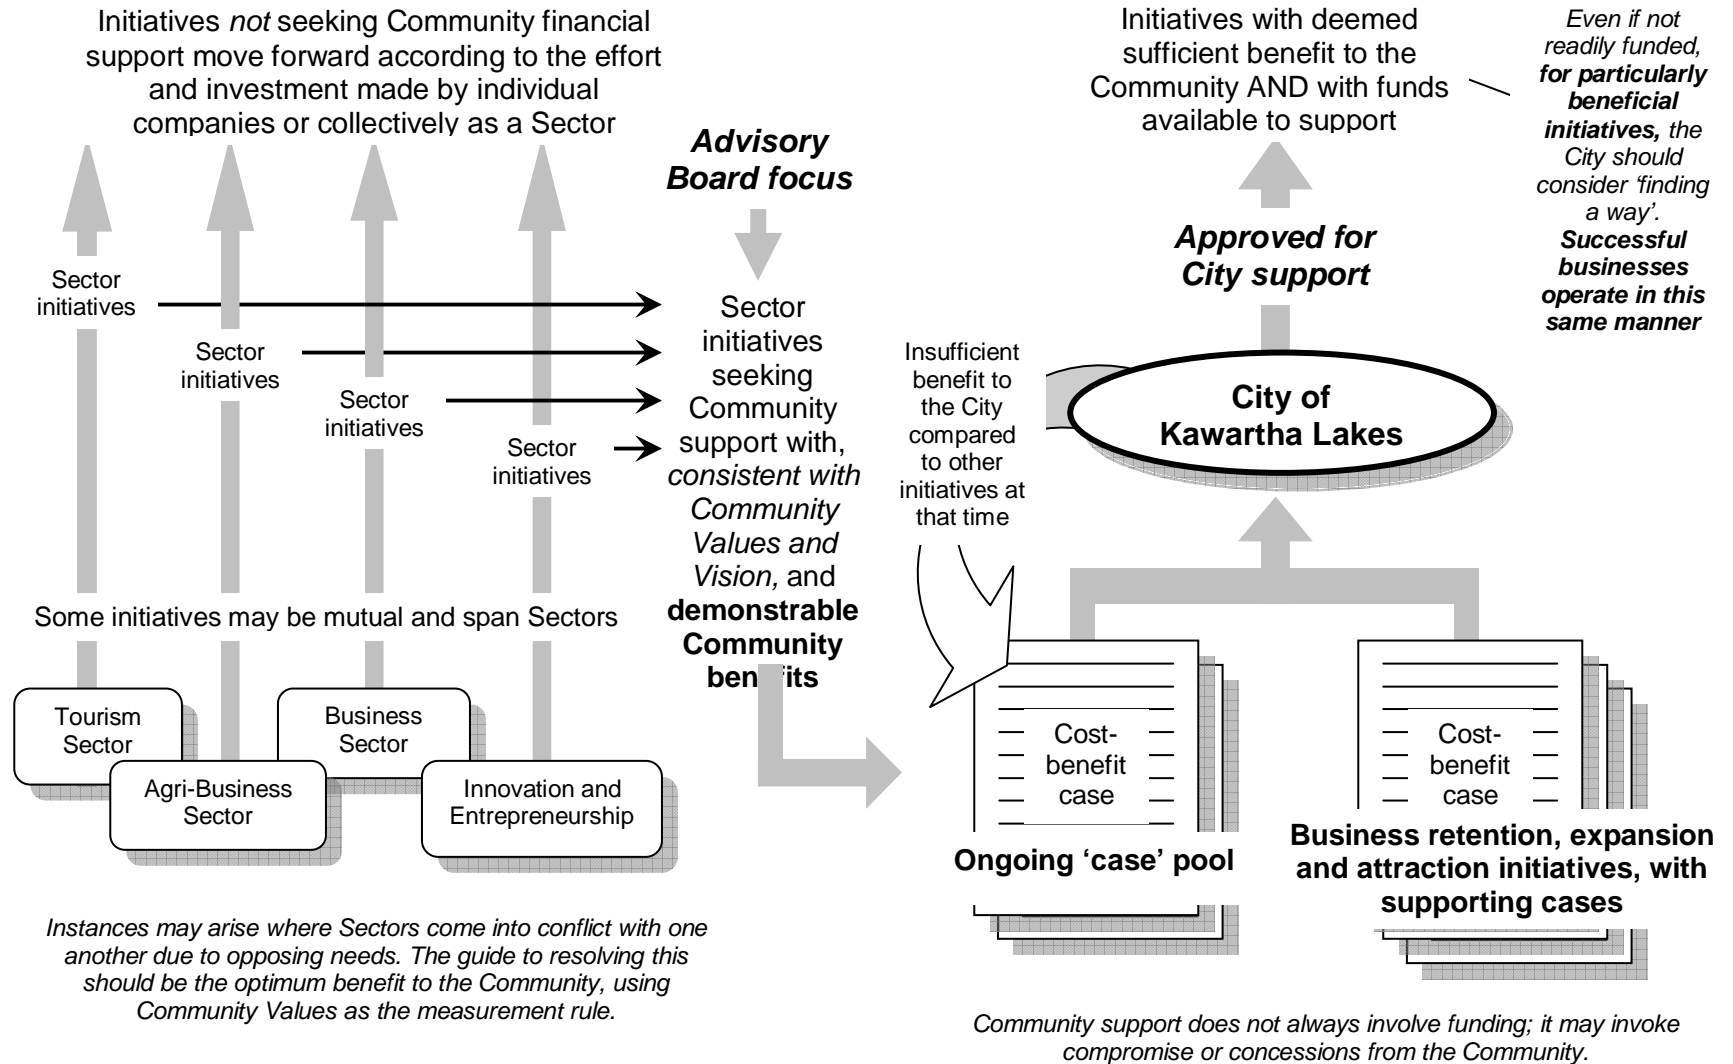 Initiatives not seeking Community financial
support move forward according to the effort
and investment made by individual
companies or collectively as a Sector
Advisory
Board focus
Sector
initiatives
Sector
initiatives
Sector
initiatives
Sector
initiatives
Sector
initiatives
seeking
Community
support with,
consistent with
Community
Values and
Vision, and
demonstrable
Community
benefits
Some initiatives may be mutual and span Sectors
Tourism
Sector
Business
Sector
Agri-Business
Sector
Innovation and
Entrepreneurship
Instances may arise where Sectors come into conflict with one
another due to opposing needs. The guide to resolving this
should be the optimum benefit to the Community, using
Community Values as the measurement rule.
Initiatives with deemed
sufficient benefit to the
Community AND with funds
available to support
Even if not
readily funded,
for particularly
beneficial
initiatives, the
City should
consider ‘finding
a way’.
Successful
businesses
operate in this
same manner
Approved for
City support
City of
Kawartha Lakes
Insufficient
benefit to
the City
compared
to other
initiatives at
that time
Cost-
benefit
case
Ongoing ‘case’ pool
Cost-
benefit
case
Business retention, expansion
and attraction initiatives, with
supporting cases
Community support does not always involve funding; it may invoke
compromise or concessions from the Community.